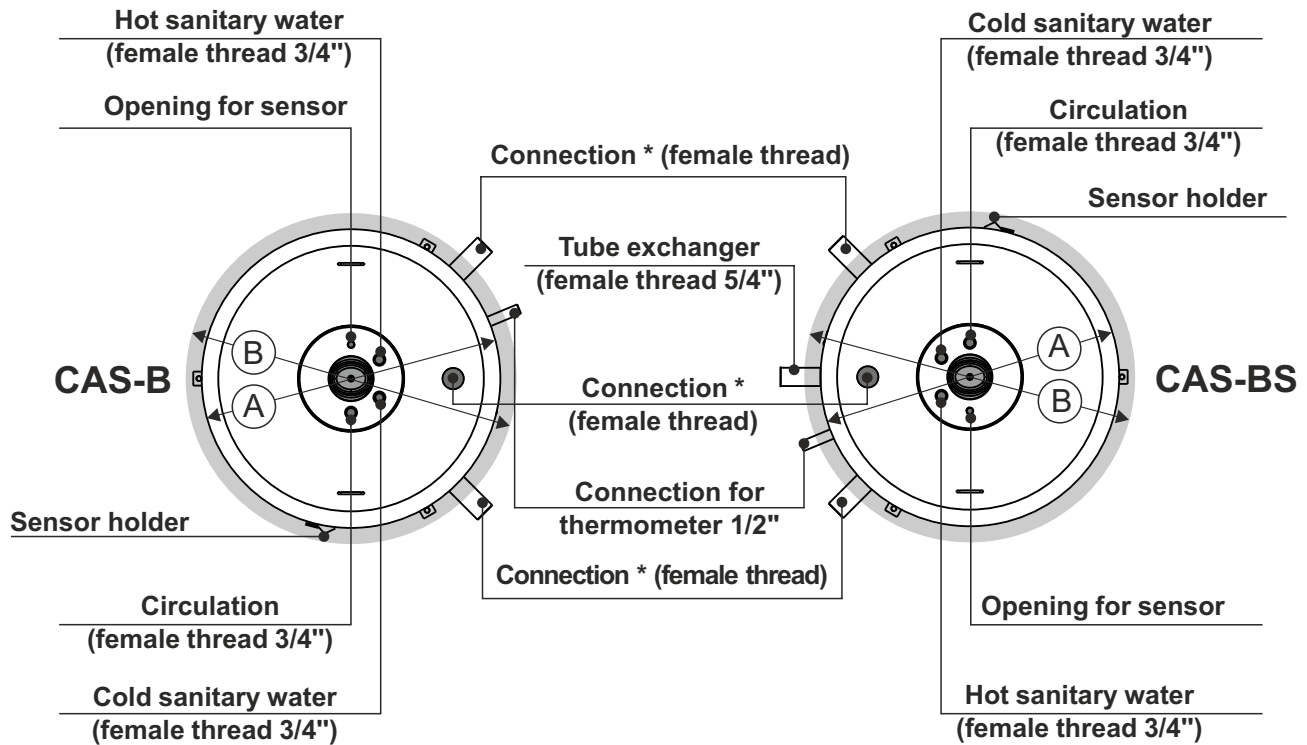 Hot sanitary water
(female thread 3/4")
Opening for sensor
Cold sanitary water
(female thread 3/4")
Circulation
(female thread 3/4")
Sensor holder
Connection * (female thread)
Tube exchanger
(female thread 5/4")
B
A
CAS-B
A
B
CAS-BS
Connection *
(female thread)
Connection for
thermometer 1/2"
Connection * (female thread)
Sensor holder
Circulation
(female thread 3/4")
Cold sanitary water
(female thread 3/4")
Opening for sensor
Hot sanitary water
(female thread 3/4")